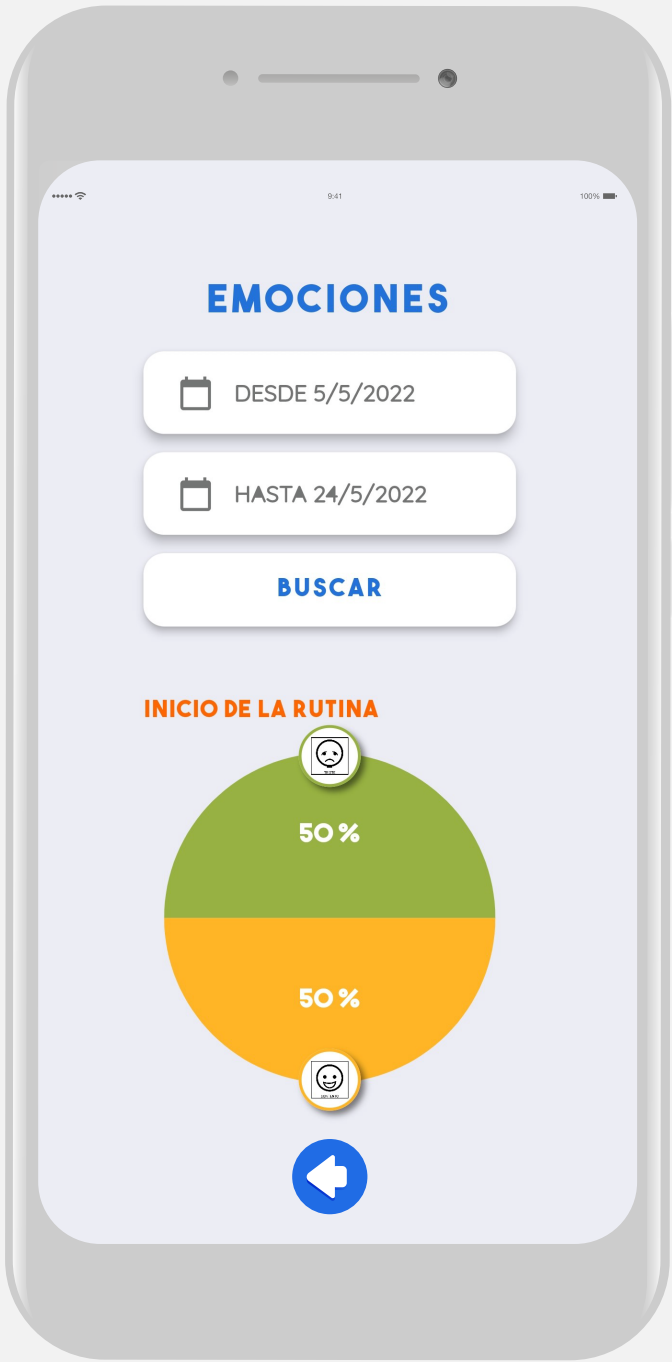 9:41
100%
EMOCIONES
DESDE 5/5/2022
HASTA 24/5/2022
BUSCAR
INICIO DE LA RUTINA
50 %
50 %